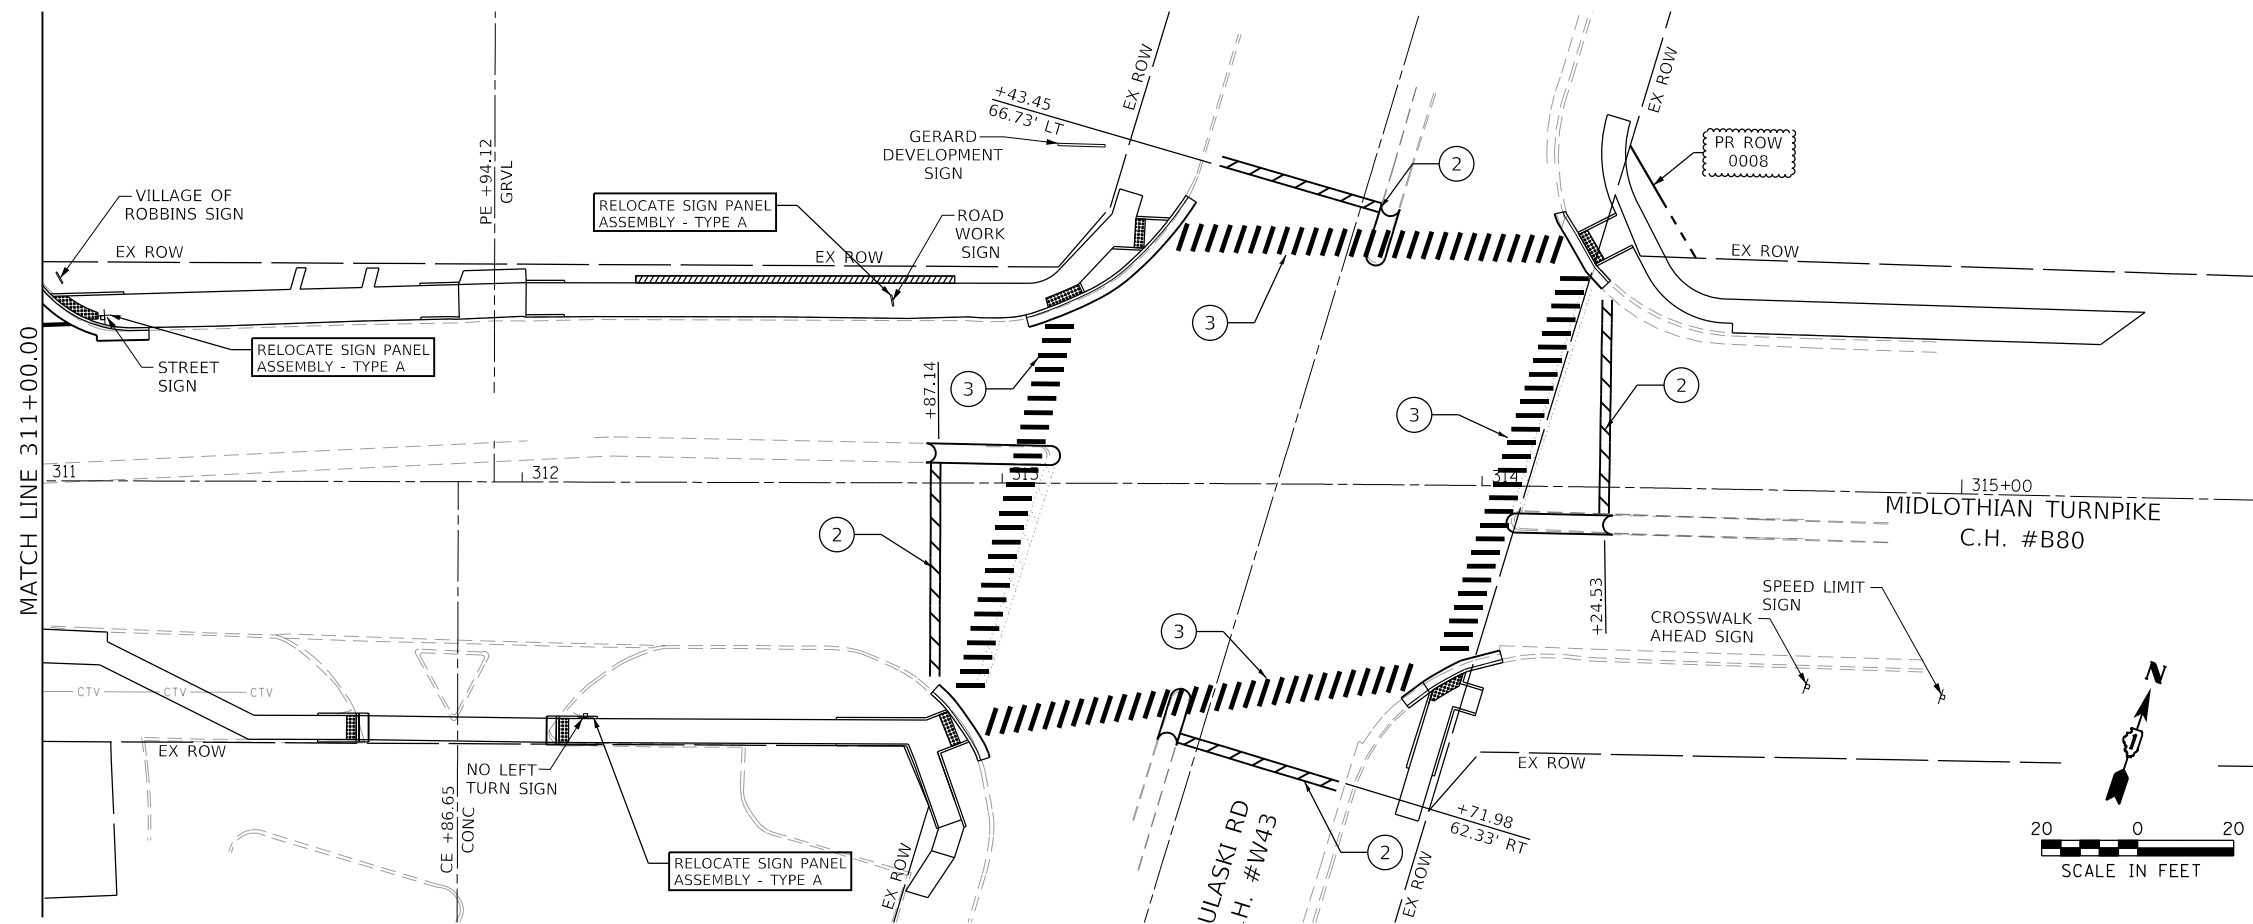 +43.45
66.73' LT
EX ROW
EX ROW
GERARD
DEVELOPMENT
SIGN
2
PR ROW
0008
PE +94.12
GRVL
VILLAGE OF
ROBBINS SIGN
RELOCATE SIGN PANEL
ASSEMBLY - TYPE A
ROAD
WORK
SIGN
EX ROW
EX ROW
EX ROW
3
RELOCATE SIGN PANEL
ASSEMBLY - TYPE A
STREET
SIGN
+87.14
3
3
2
MATCH LINE 311+00.00
311
312
313
314
315+00
MIDLOTHIAN TURNPIKE
C.H. #B80
2
+24.53
SPEED LIMIT
SIGN
CROSSWALK
AHEAD SIGN
3
CTV
CTV
CTV
EX ROW
NO LEFT
TURN SIGN
EX ROW
N
1
CE +86.65
CONC
ULASKI RD
.H. #W43
+71.98
62.33' RT
2
RELOCATE SIGN PANEL
ASSEMBLY - TYPE A
EX ROW
EX ROW
20 0 20
SCALE IN FEET